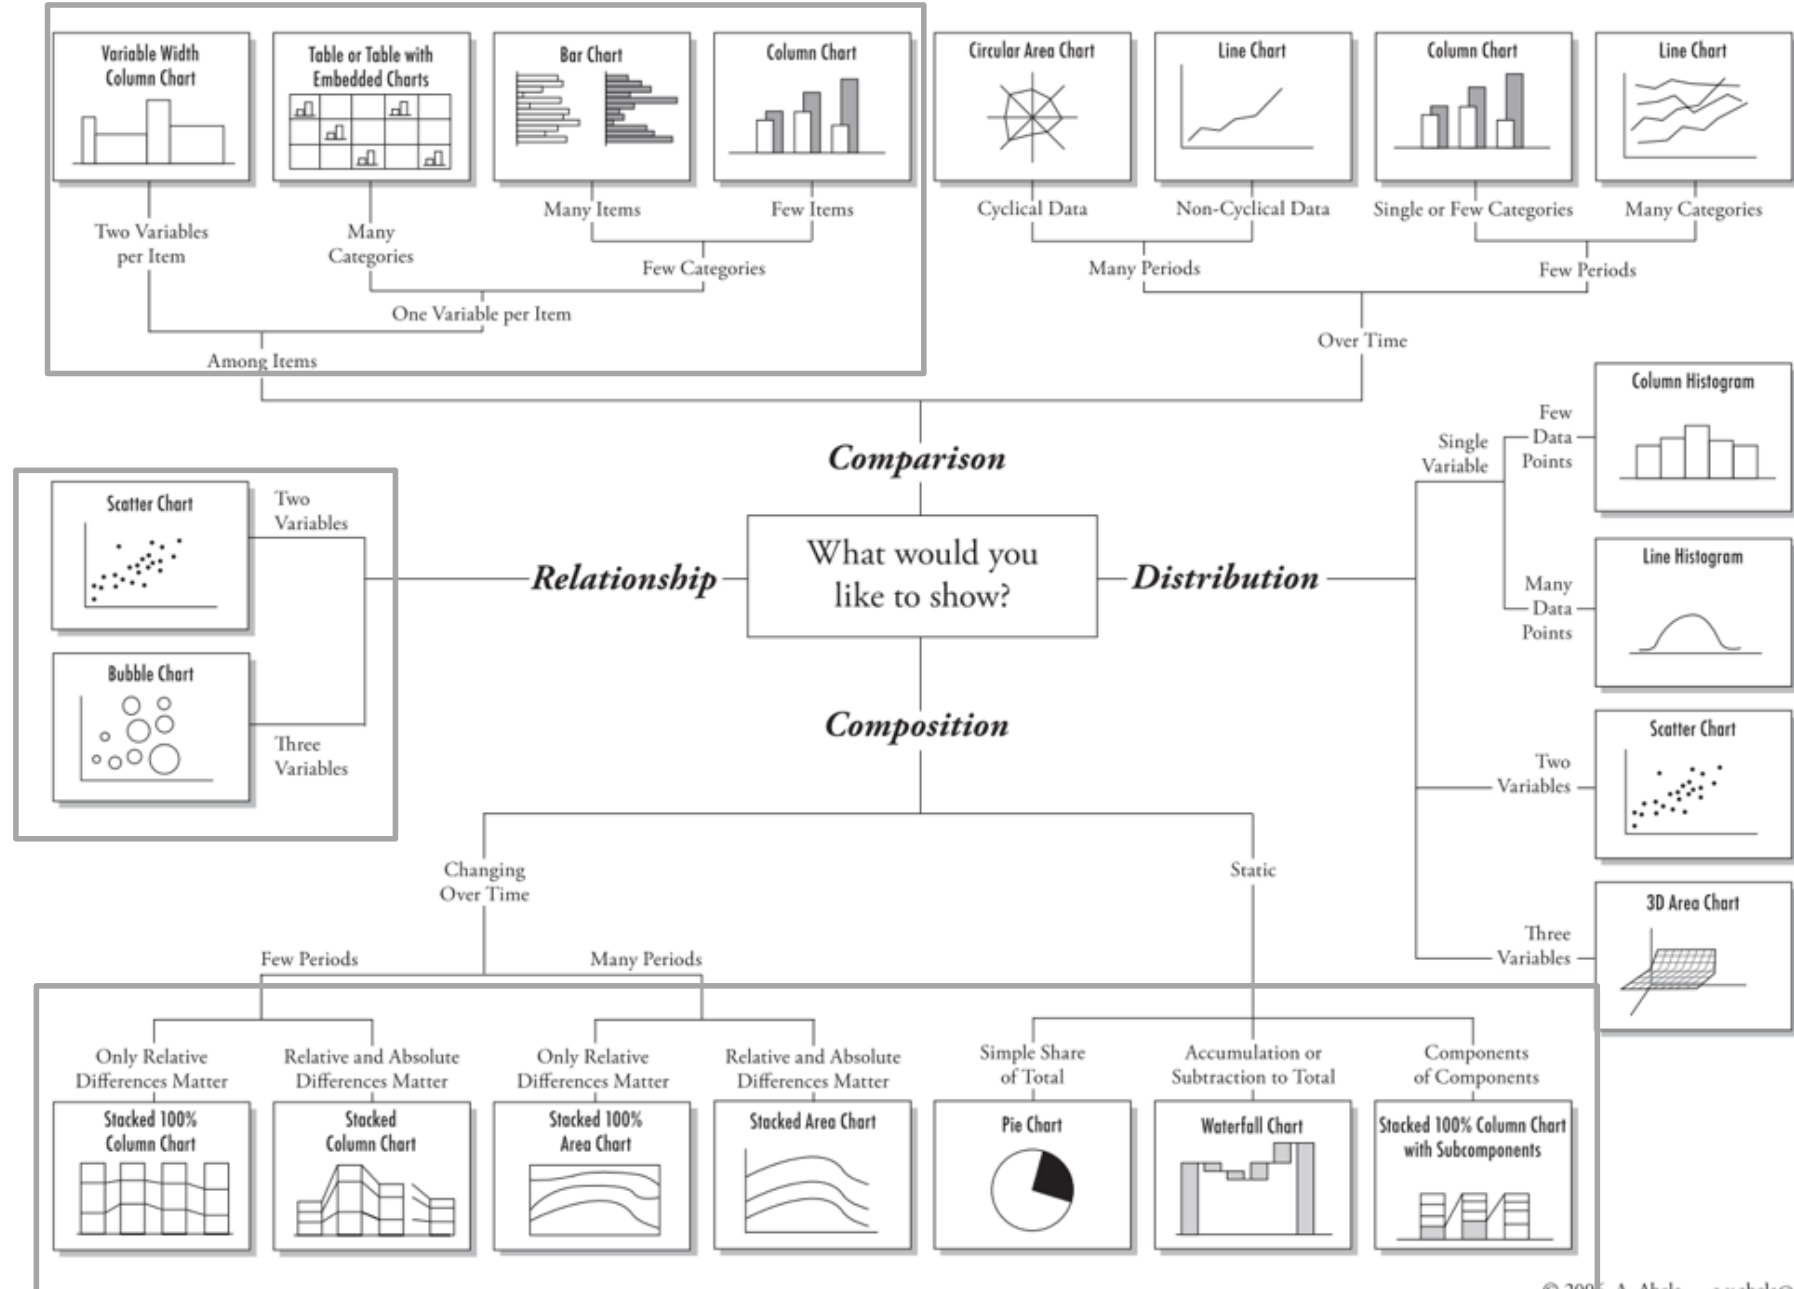 Variable Width
Column Chart
Table or Table with
Embedded Charts
Bar Chart
Column Chart
Circular Area Chart
Line Chart
Column Chart
Line Chart
Two Variables
per Item
Many
Categories
Many Items
Few Items
Cyclical Data
Non-Cyclical Data
Single or Few Categories
Many Categories
Few Categories
Many Periods
Few Periods
One Variable per Item
Over Time
Among Items
Comparison
Scatter Chart
Two
Variables
Bubble Chart
Three
Variables
Relationship
What would you
like to show?
Distribution
Single
Variable
Few
Data
Points
Column Histogram
Many
Data
Points
Line Histogram
Two
Variables
Scatter Chart
Three
Variables
3D Area Chart
Composition
Changing
Over Time
Static
Few Periods
Many Periods
Only Relative
Differences Matter
Relative and Absolute
Differences Matter
Only Relative
Differences Matter
Relative and Absolute
Differences Matter
Simple Share
of Total
Accumulation or
Subtraction to Total
Components
of Components
Stacked 100%
Column Chart
Stacked
Column Chart
Stacked 100%
Area Chart
Stacked Area Chart
Pie Chart
Waterfall Chart
Stacked 100% Column Chart
with Subcomponents